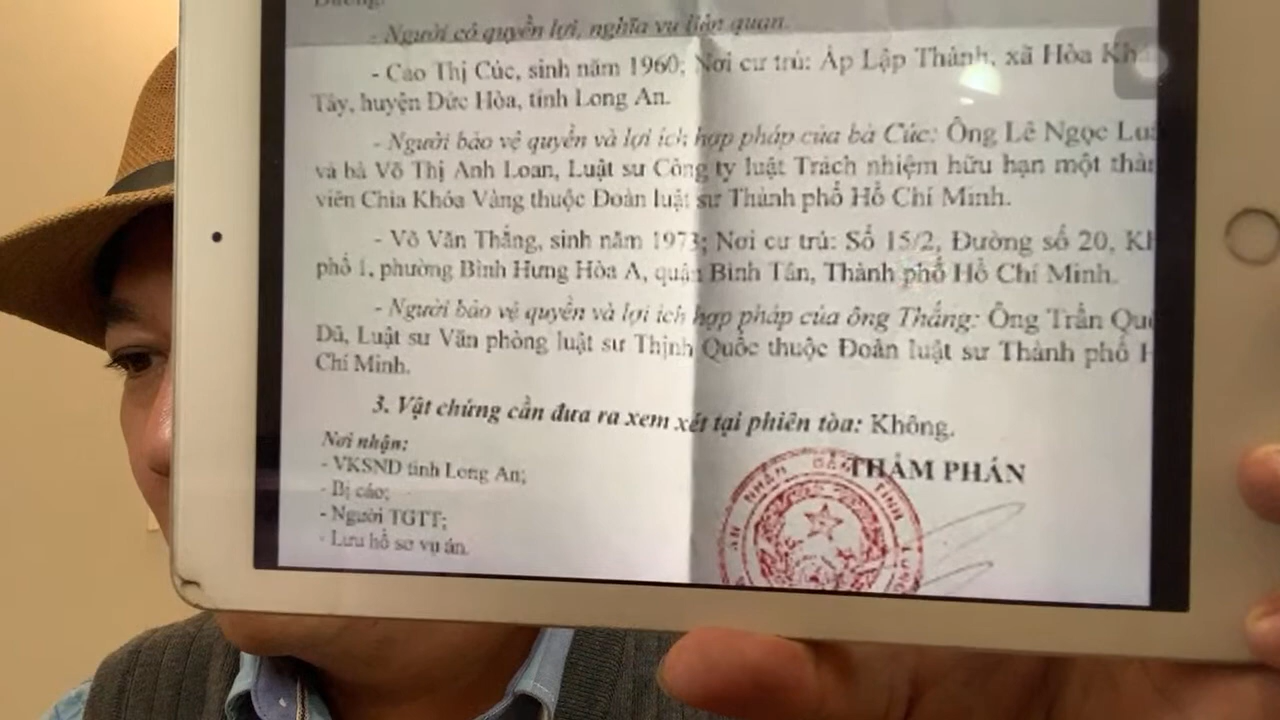 Dương.
- Người có quyền lợi, nghĩa vụ liên quan.
- Cao Thị Cúc, sinh năm 1960; Nơi cư trú: Ấp Lập Thành, xã Hòa
Tây, huyện Đức Hòa, tỉnh Long An.
- Người bảo vệ quyền và lợi ích hợp pháp của bà Cúc: Ông Lê Ngọc
và bà Võ Thị Anh Loan, Luật sư Công ty luật Trách nhiệm hữu hạn một
viên Chìa Khóa Vàng thuộc Đoàn luật sư Thành phố Hồ Chí Minh.
- Võ Văn Thắng, sinh năm 1973; Nơi cư trú: Số 15/2, Đường số 20,
phố 1, phường Bình Hưng Hòa A, quận Bình Tân, Thành phố Hồ Chí Minh.
- Người bảo vệ quyền và lợi ích hợp pháp của ông Thắng: Ông Trần
Dũ, Luật sư Văn phòng luật sư Thịnh Quốc thuộc Đoàn luật sư Thành phố
Chí Minh.
3. Vật chứng cần đưa ra xem xét tại phiên tòa: Không.
Nơi nhận:
- VKSND tỉnh Long An;
- Bị cáo;
- Người TGTT;
- Lưu hồ sơ vụ án.
THẨM PHÁN
NHÂN DÂN TỈNH